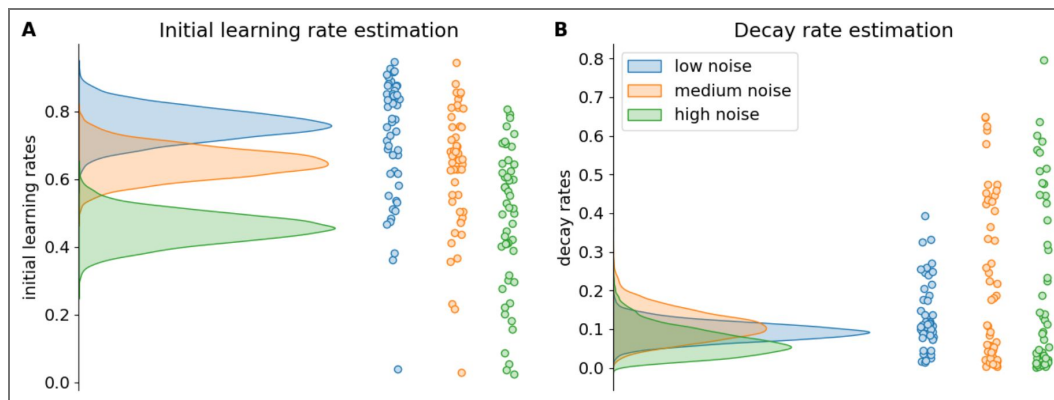 A
Initial learning rate estimation
initial learning rates
0.8
0.6
0.4
0.2
0.0
B
Decay rate estimation
decay rates
0.8
0.7
0.6
0.5
0.4
0.3
0.2
0.1
0.0
low noise
medium noise
high noise